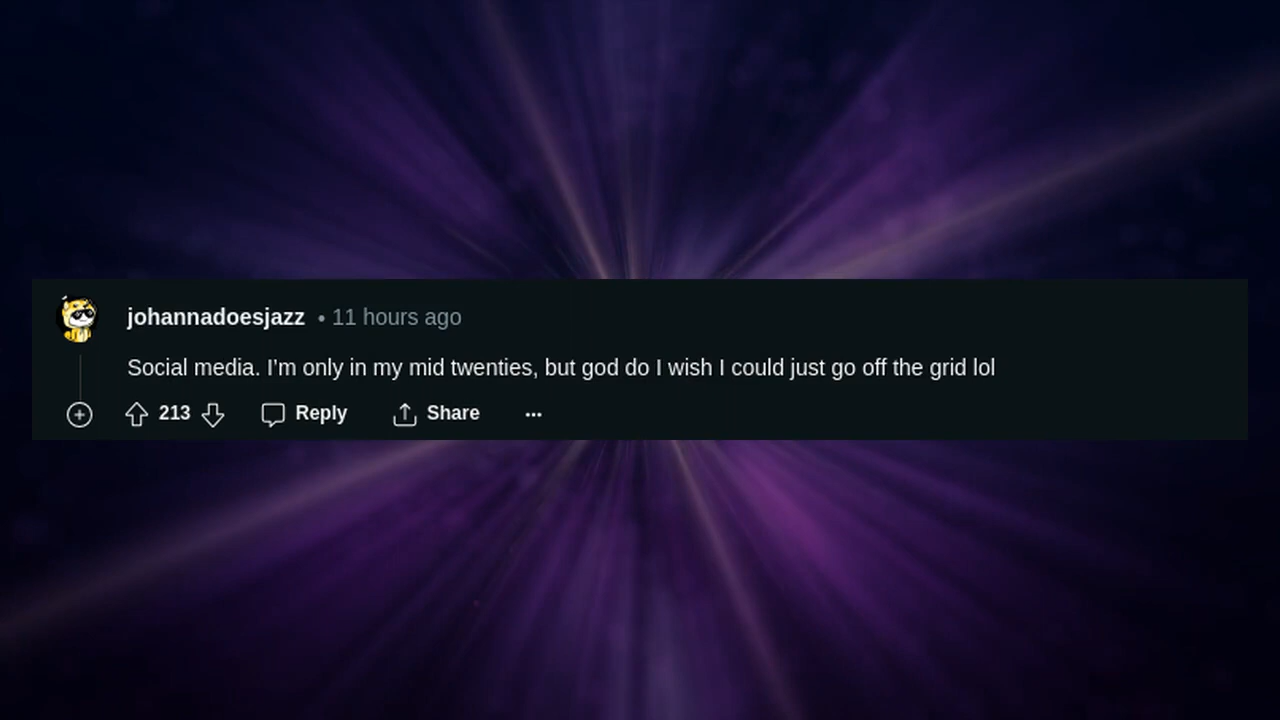 johannadoesjazz • 11 hours ago
Social media. I’m only in my mid twenties, but god do I wish I could just go off the grid lol
213 Reply Share ···